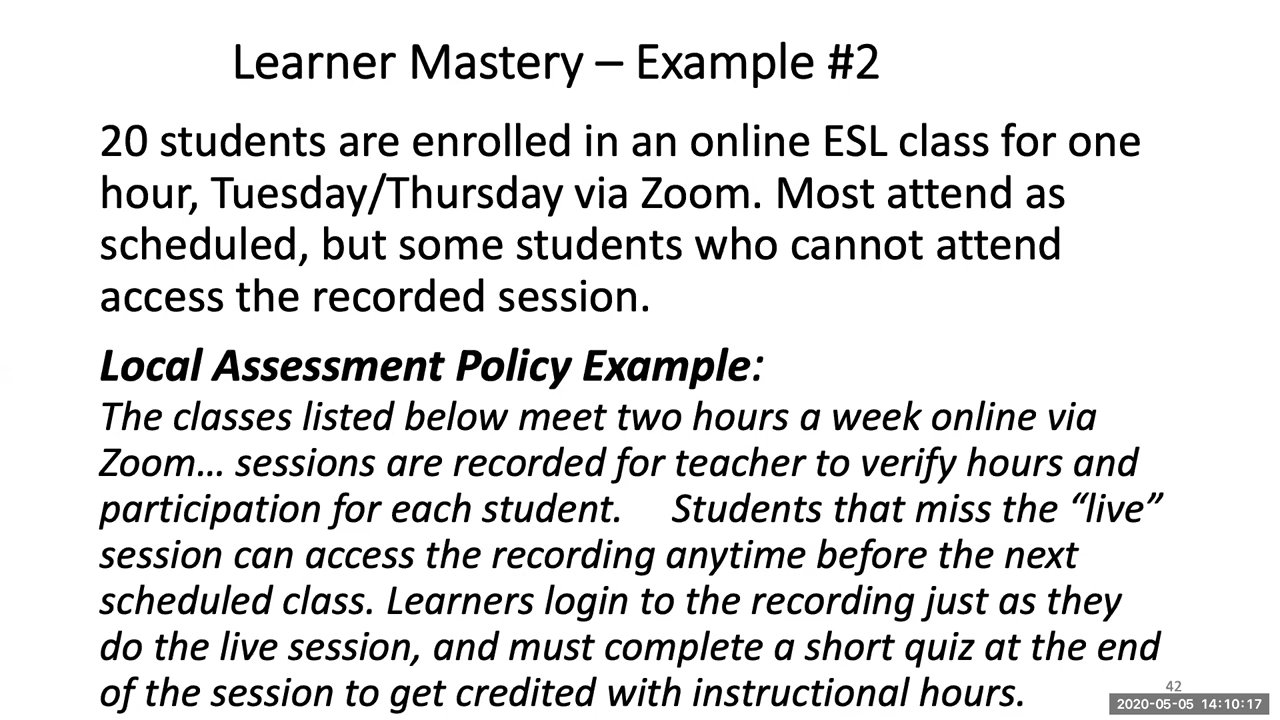 Learner Mastery – Example #2
20 students are enrolled in an online ESL class for one
hour, Tuesday/Thursday via Zoom. Most attend as
scheduled, but some students who cannot attend
access the recorded session.
Local Assessment Policy Example:
The classes listed below meet two hours a week online via
Zoom… sessions are recorded for teacher to verify hours and
participation for each student. Students that miss the “live”
session can access the recording anytime before the next
scheduled class. Learners login to the recording just as they
do the live session, and must complete a short quiz at the end
of the session to get credited with instructional hours.
42
2020-05-05 14:10:17